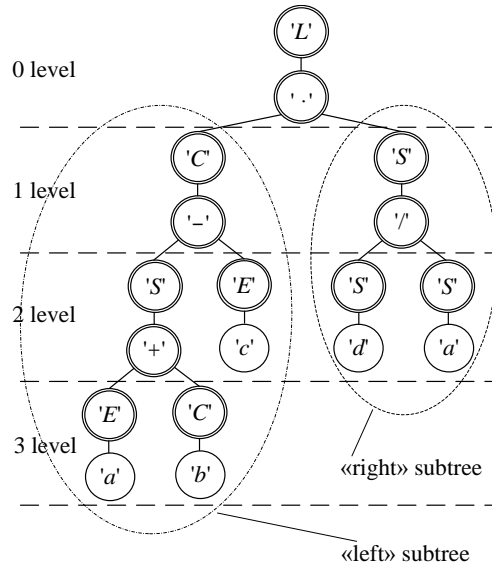 'L'
0 level
'·'
'C' 'S'
1 level
'–' '/'
'S' 'E' 'S' 'S'
2 level
'+' 'c' 'd' 'a'
'E' 'C'
3 level
'a' 'b'
«right» subtree
«left» subtree